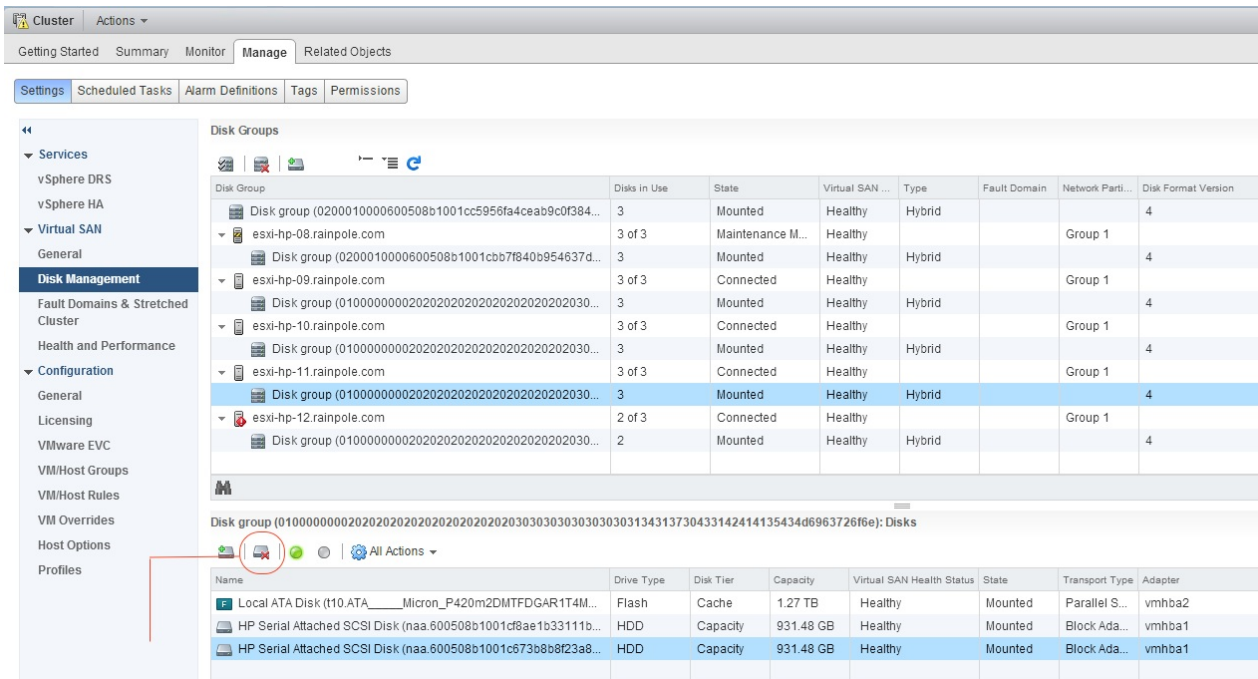 Cluster Actions
Getting Started Summary Monitor Manage Related Objects
Settings Scheduled Tasks Alarm Definitions Tags Permissions
Services
vSphere DRS
vSphere HA
Virtual SAN
General
Disk Management
Fault Domains & Stretched
Cluster
Health and Performance
Configuration
General
Licensing
VMware EVC
VM/Host Groups
VM/Host Rules
VM Overrides
Host Options
Profiles
Disk Groups
Disk Group Disks in Use State Virtual SAN ... Type Fault Domain Network Parti... Disk Format Version
Disk group (0200010000600508b1001cc5956fa4ceab9c0f384... 3 Mounted Healthy Hybrid 4
esxi-hp-08.rainpole.com 3 of 3 Maintenance M... Healthy Group 1
Disk group (0200010000600508b1001cbb7f840b954637d... 3 Mounted Healthy Hybrid 4
esxi-hp-09.rainpole.com 3 of 3 Connected Healthy Group 1
Disk group (0100000000202020202020202020202020202030... 3 Mounted Healthy Hybrid 4
esxi-hp-10.rainpole.com 3 of 3 Connected Healthy Group 1
Disk group (0100000000202020202020202020202020202030... 3 Mounted Healthy Hybrid 4
esxi-hp-11.rainpole.com 3 of 3 Connected Healthy Group 1
Disk group (0100000000202020202020202020202020202030... 3 Mounted Healthy Hybrid 4
esxi-hp-12.rainpole.com 2 of 3 Connected Healthy Group 1
Disk group (0100000000202020202020202020202020202030... 2 Mounted Healthy Hybrid 4
Disk group (0100000000202020202020202020202020202030303030303030303134313730433142414135434d6963726f6e): Disks
All Actions
Name Drive Type Disk Tier Capacity Virtual SAN Health Status State Transport Type Adapter
F Local ATA Disk (t10.ATA_____Micron_P420m2DMTFDGAR1T4M... Flash Cache 1.27 TB Healthy Mounted Parallel S... vmhba2
HP Serial Attached SCSI Disk (naa.600508b1001cf8ae1b33111b... HDD Capacity 931.48 GB Healthy Mounted Block Ada... vmhba1
HP Serial Attached SCSI Disk (naa.600508b1001c673b8b8f23a8... HDD Capacity 931.48 GB Healthy Mounted Block Ada... vmhba1